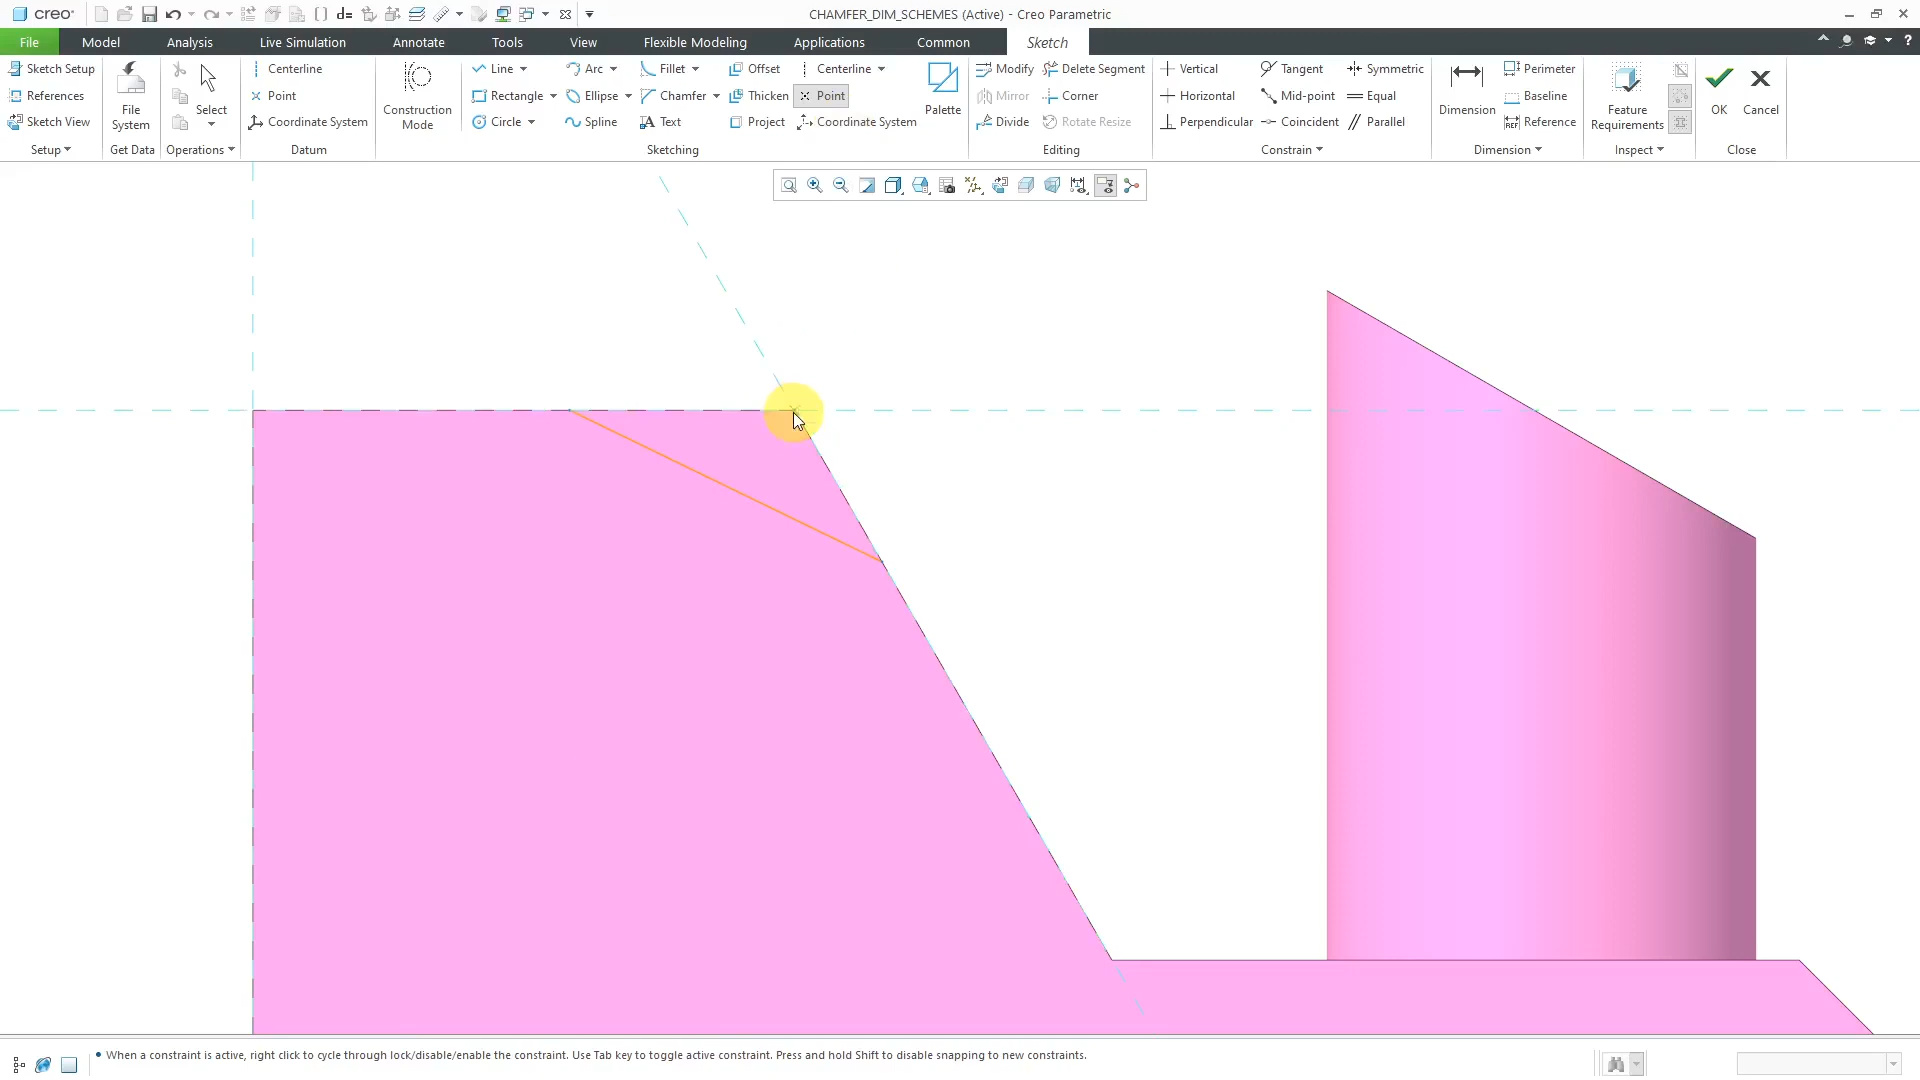 creo
d=
CHAMFER_DIM_SCHEMES (Active) - Creo Parametric
File Model Analysis Live Simulation Annotate Tools View Flexible Modeling Applications Common Sketch
?
Sketch Setup
References
Sketch View
Setup
File System
Get Data
Select
Operations
Centerline
Point
Coordinate System
Datum
Construction Mode
Line Arc Fillet Offset Centerline
Rectangle Ellipse Chamfer Thicken Point
Circle Spline Text Project Coordinate System
Palette
Sketching
Modify Delete Segment
Mirror Corner
Divide Rotate Resize
Editing
Vertical Tangent Symmetric
Horizontal Mid-point Equal
Perpendicular Coincident Parallel
Constrain
Dimension
Perimeter
Baseline
REF Reference
Dimension
Feature Requirements
Inspect
OK Cancel
Close
• When a constraint is active, right click to cycle through lock/disable/enable the constraint. Use Tab key to toggle active constraint. Press and hold Shift to disable snapping to new constraints.